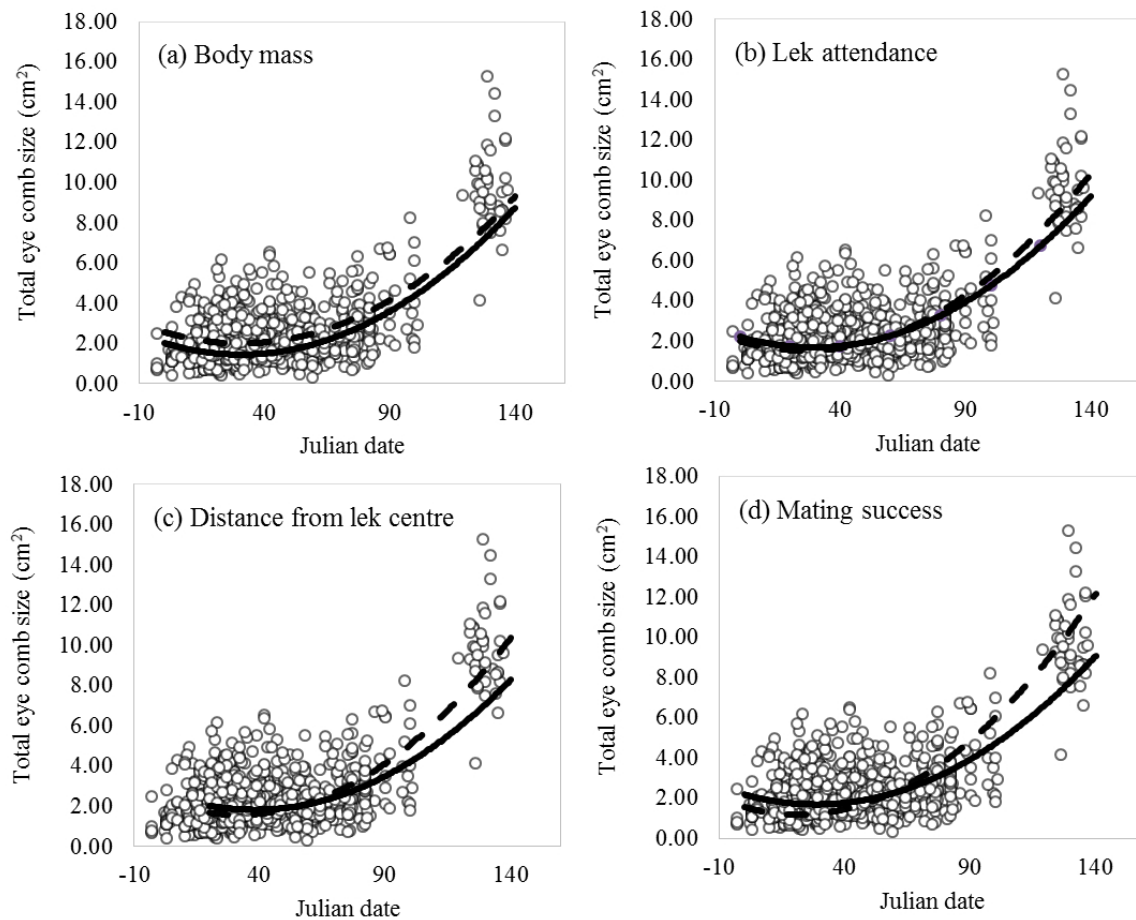 18.00
16.00
14.00
12.00
10.00
8.00
6.00
4.00
2.00
0.00
Total eye comb size (cm²)
(a) Body mass
-10 40 90 140
Julian date
18.00
16.00
14.00
12.00
10.00
8.00
6.00
4.00
2.00
0.00
Total eye comb size (cm²)
(b) Lek attendance
-10 40 90 140
Julian date
18.00
16.00
14.00
12.00
10.00
8.00
6.00
4.00
2.00
0.00
Total eye comb size (cm²)
(c) Distance from lek centre
-10 40 90 140
Julian date
18.00
16.00
14.00
12.00
10.00
8.00
6.00
4.00
2.00
0.00
Total eye comb size (cm²)
(d) Mating success
-10 40 90 140
Julian date